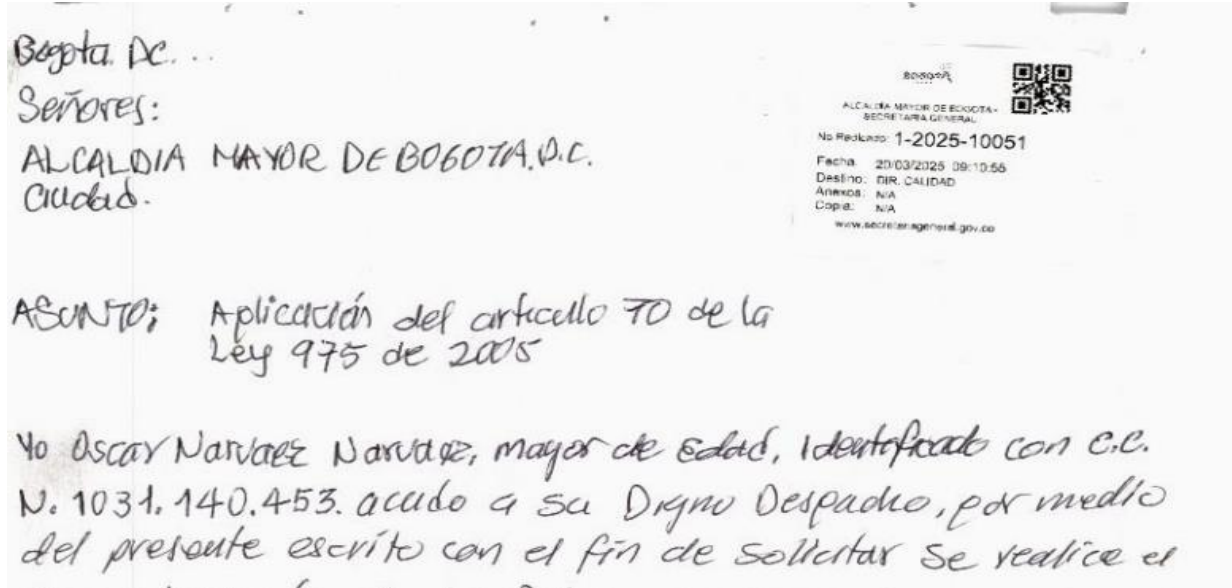 Bogota DC...
Señores:
ALCALDIA MAYOR DE BOGOTA.D.C.
Ciudad.
ALCALDÍA MAYOR DE BOGOTA -
SECRETARIA GENERAL
No Radicado: 1-2025-10051
Fecha: 20/03/2025 09:10:55
Destino: DIR. CALIDAD
Anexos: N/A
Copia: N/A
www.secretariageneral.gov.co
ASUNTO: Aplicación del articulo 70 de la
Ley 975 de 2005
Yo Oscar Narvaez Narvaez, mayor de edad, Identificado con C.C.
N. 1031.140.453. acudo a su Digno Despacho, por medio
del presente escrito con el fin de solicitar se realice el